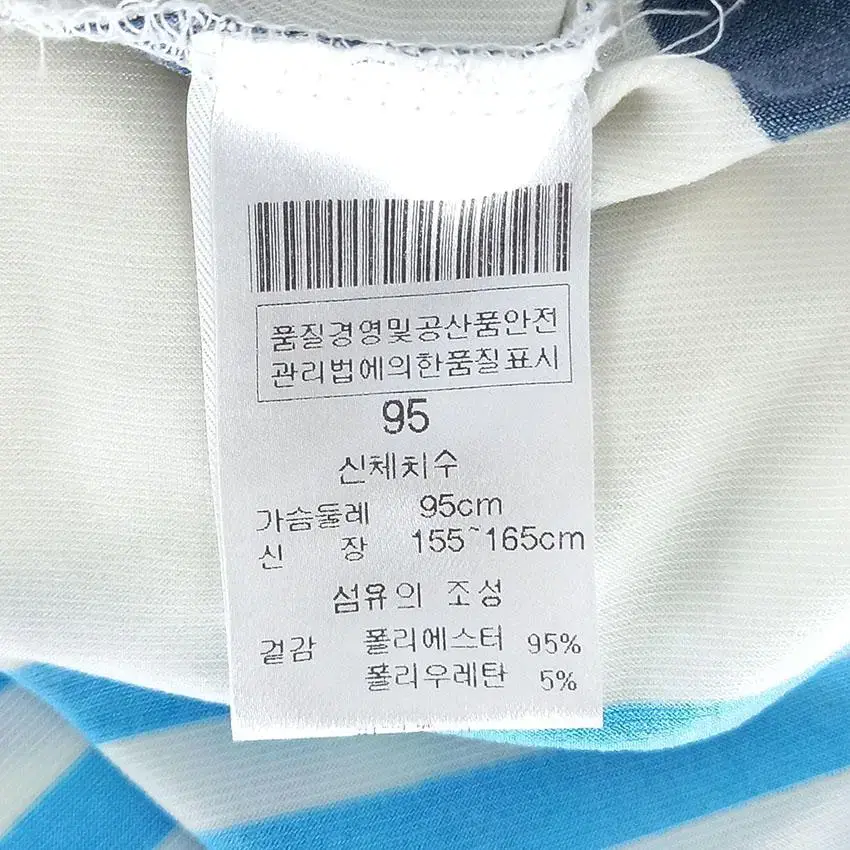 품질경영및공산품안전
관리법에의한품질표시
95
신체치수
가슴둘레 95cm
신 장 155~165cm
섬유의 조성
겉감 폴리에스터 95%
폴리우레탄 5%